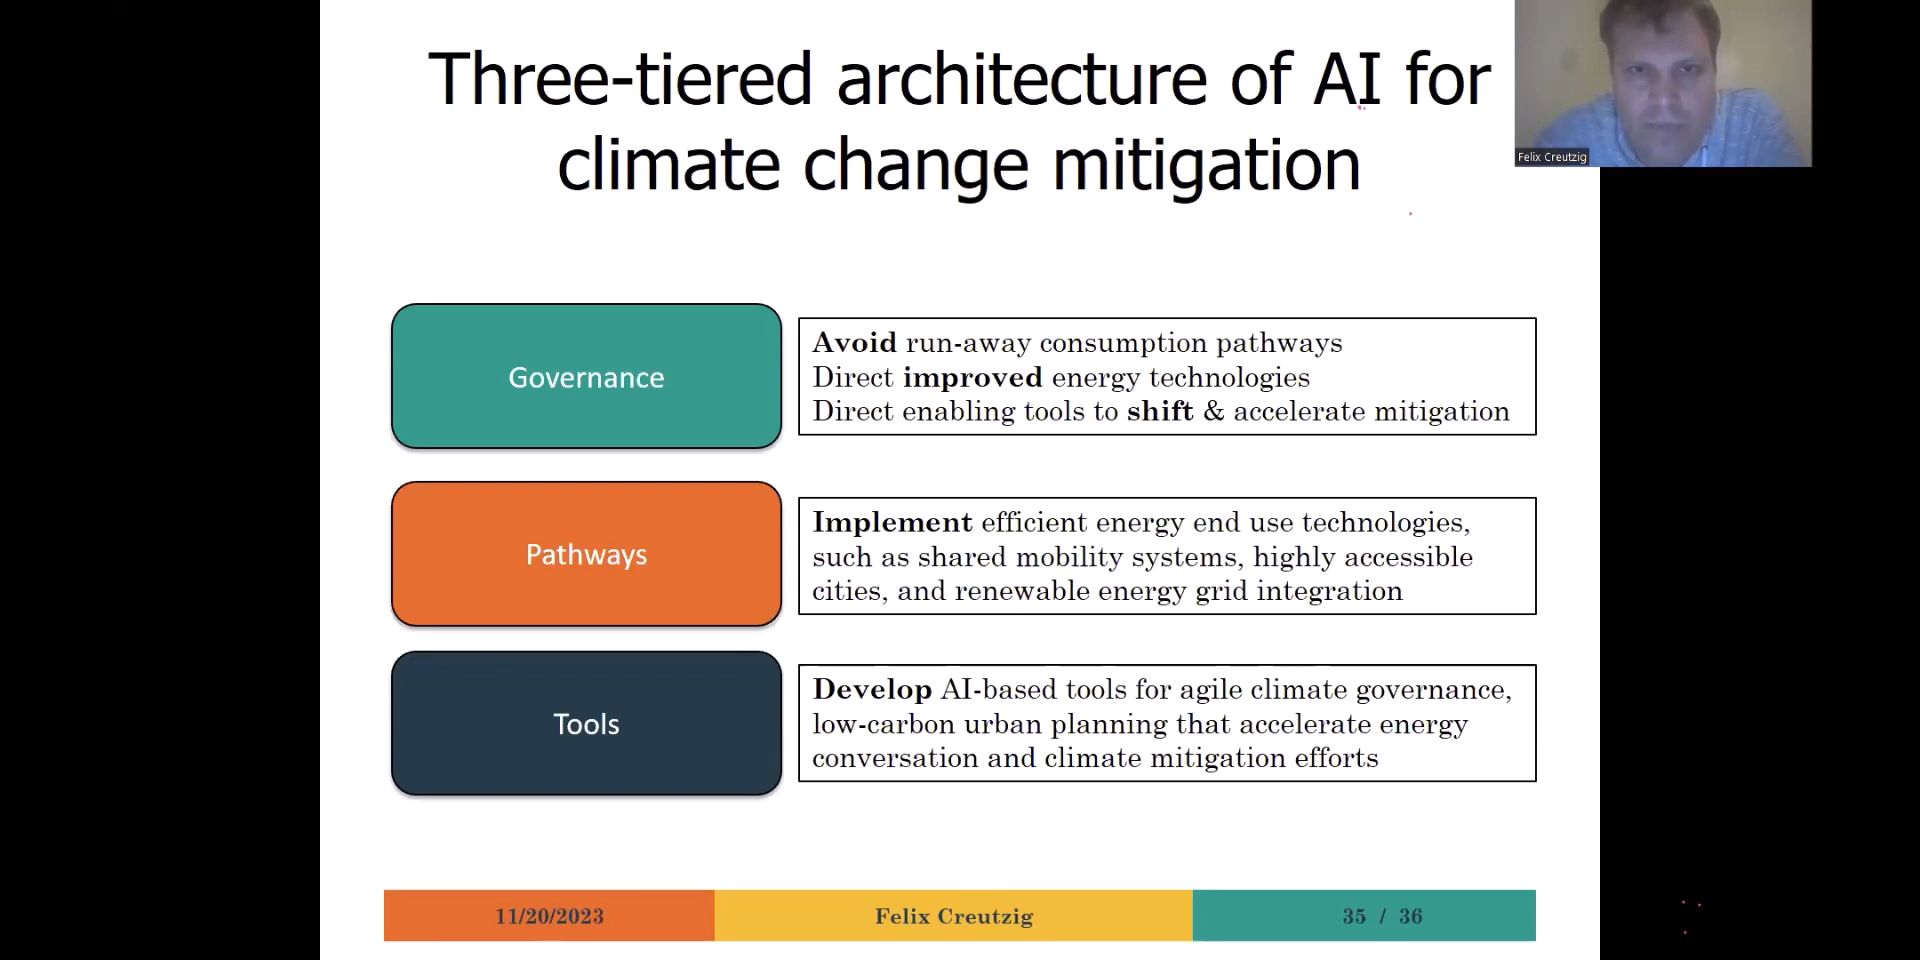 Three-tiered architecture of AI for
climate change mitigation
Felix Creutzig
Governance
Avoid run-away consumption pathways
Direct improved energy technologies
Direct enabling tools to shift & accelerate mitigation
Pathways
Implement efficient energy end use technologies,
such as shared mobility systems, highly accessible
cities, and renewable energy grid integration
Tools
Develop AI-based tools for agile climate governance,
low-carbon urban planning that accelerate energy
conversation and climate mitigation efforts
11/20/2023
Felix Creutzig
35 / 36